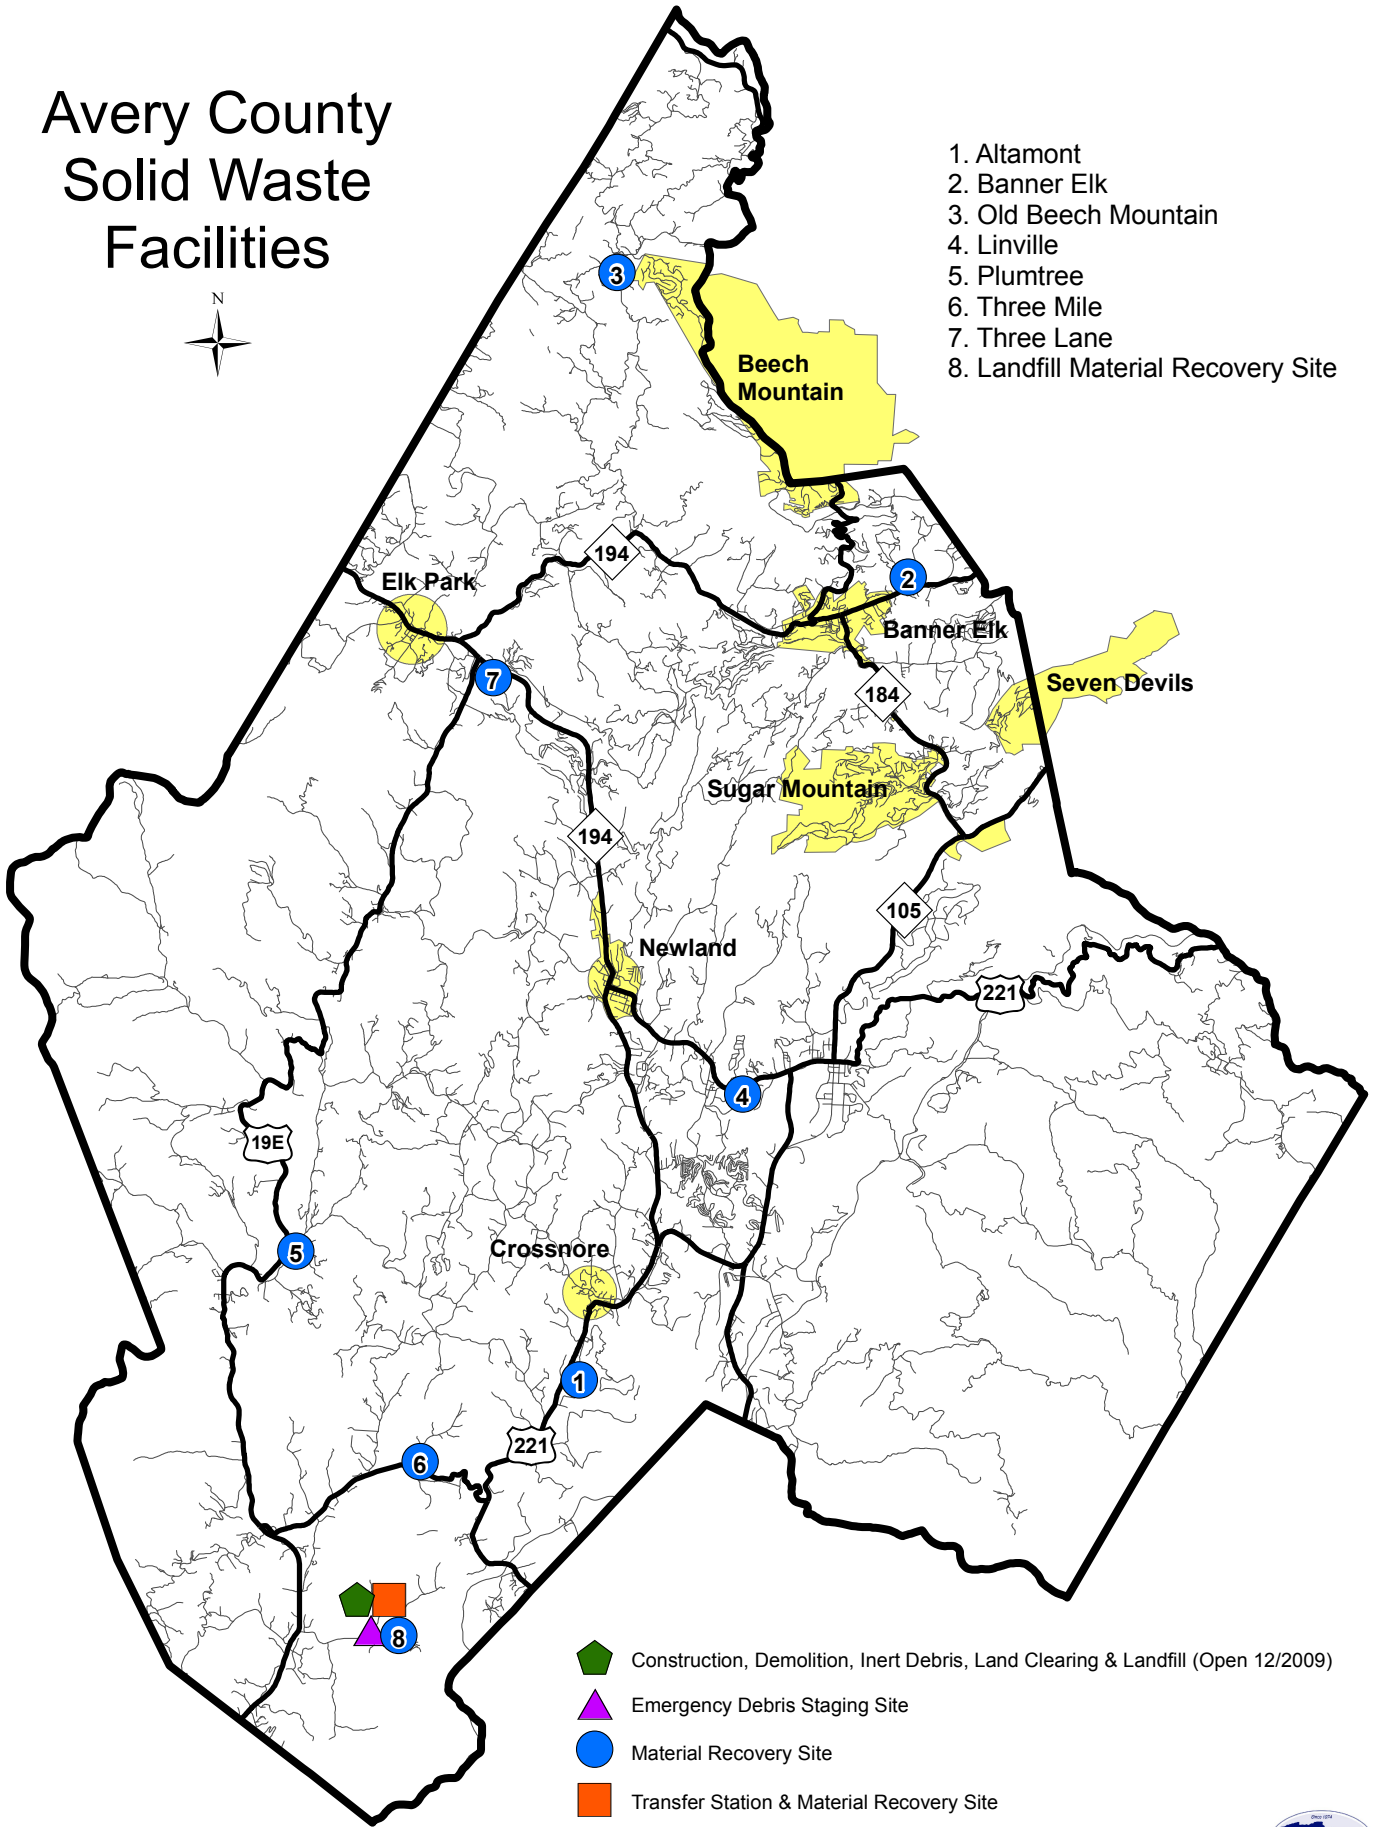 Avery County
Solid Waste
Facilities
N
1. Altamont
2. Banner Elk
3. Old Beech Mountain
4. Linville
5. Plumtree
6. Three Mile
7. Three Lane
8. Landfill Material Recovery Site
3
Beech
Mountain
194
Elk Park
2
Banner Elk
7
184
Seven Devils
Sugar Mountain
194
105
Newland
221
4
19E
5
Crossnore
1
221
6
8
Construction, Demolition, Inert Debris, Land Clearing & Landfill (Open 12/2009)
Emergency Debris Staging Site
Material Recovery Site
Transfer Station & Material Recovery Site